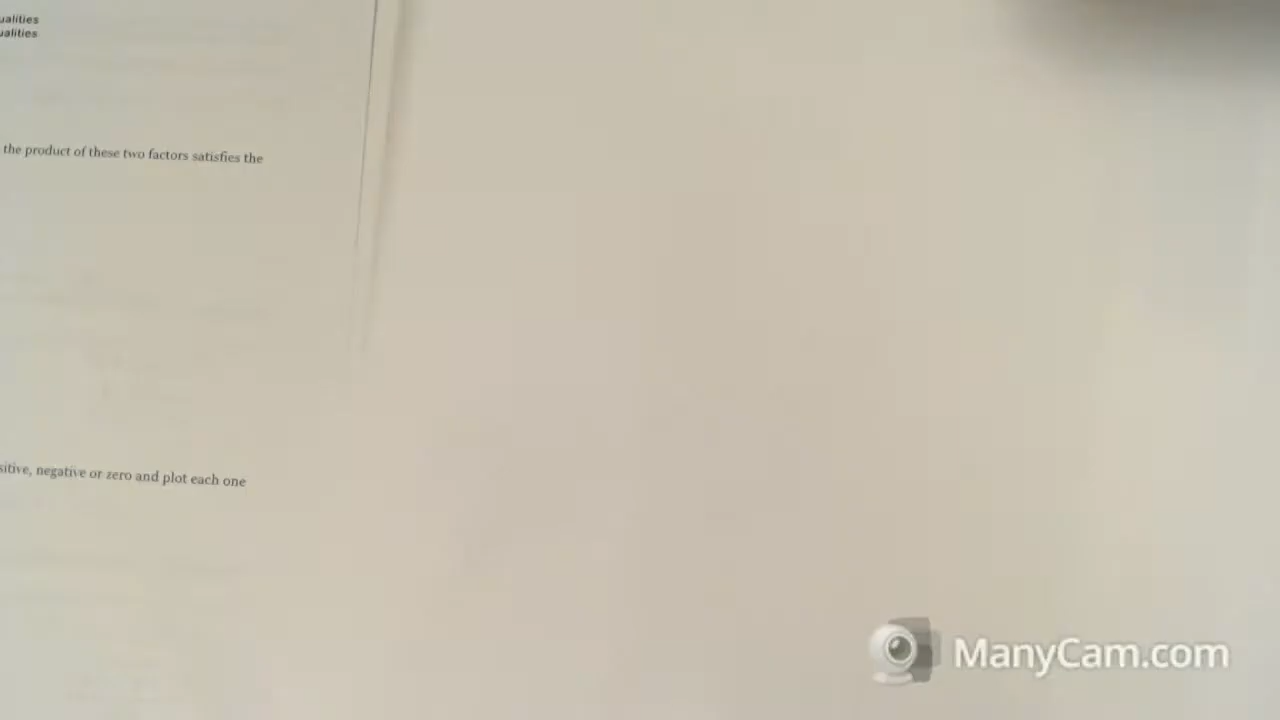 ualities
ualities
the product of these two factors satisfies the
sitive, negative or zero and plot each one
ManyCam.com